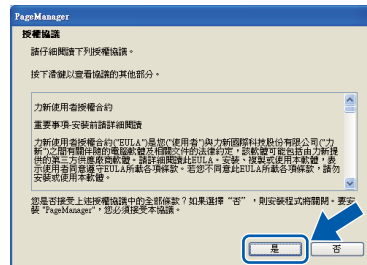 PageManager
授權協議
請仔細閱讀下列授權協議。
按下滑鍵以查看協議的其他部分。
力新使用者授權合約
重要事項-安裝前請詳細閱讀
力新使用者授權合約("EULA")是您("使用者")與力新國際科技股份有限公司("力
新")之間有關伴隨的電腦軟體及相關文件的法律約定，該軟體可能包括由力新提
供的第三方供應廠商軟體。請詳細閱讀此EULA。安裝、複製或使用本軟體，表
示使用者同意遵守EULA所載各項條款。若您不同意此EULA所載各項條款，請勿
安裝或使用本軟體。
您是否接受上述授權協議中的全部條款？如果選擇 "否" ，則安裝程式將關閉。要安
裝 "PageManager"，您必須接受本協議。
是
否